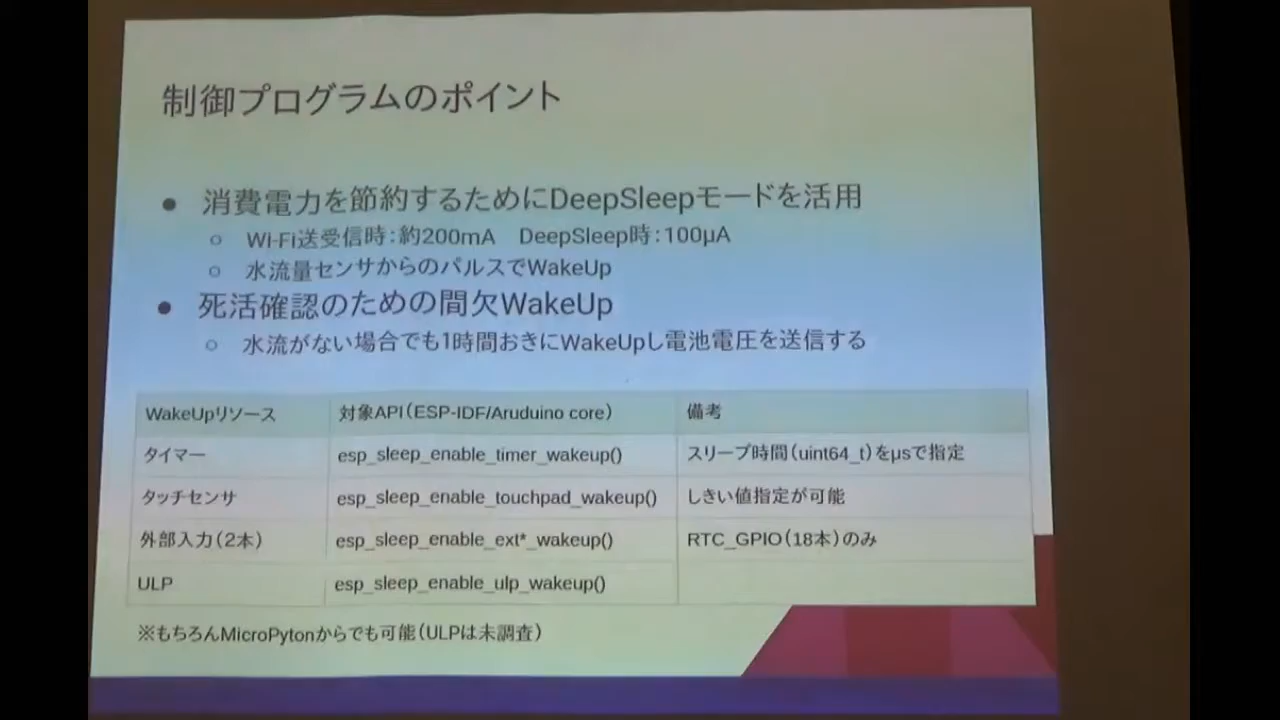 制御プログラムのポイント
● 消費電力を節約するためにDeepSleepモードを活用
○ Wi-Fi送受信時：約200mA　DeepSleep時：100μA
○ 水流量センサからのパルスでWakeUp
● 死活確認のための間欠WakeUp
○ 水流がない場合でも1時間おきにWakeUpし電池電圧を送信する
WakeUpリソース 対象API（ESP-IDF/Aruduino core） 備考
タイマー esp_sleep_enable_timer_wakeup() スリープ時間（uint64_t）をμsで指定
タッチセンサ esp_sleep_enable_touchpad_wakeup() しきい値指定が可能
外部入力（2本） esp_sleep_enable_ext*_wakeup() RTC_GPIO（18本）のみ
ULP esp_sleep_enable_ulp_wakeup()
※もちろんMicroPytonからでも可能（ULPは未調査）